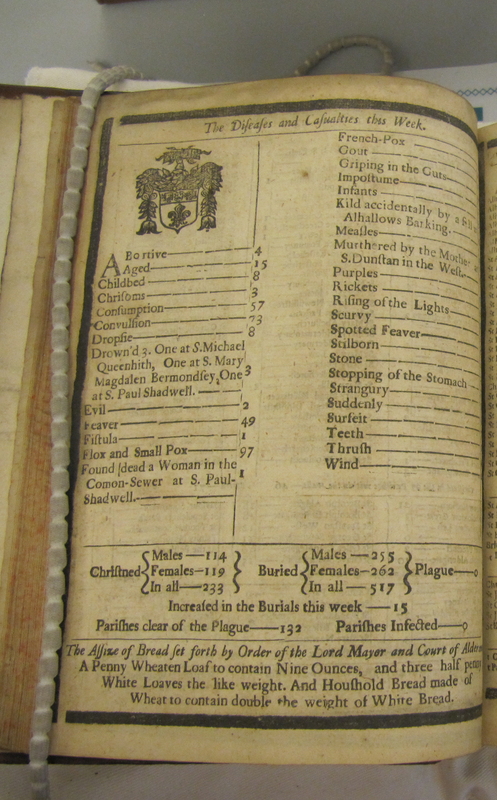 The Diſeaſes and Caſualties this Week.
ABortive 4
Aged 15
Childbed 8
Chriſoms 3
Conſumption 57
Convulſion 73
Dropſie 8
Drown'd 3. One at S. Michael
Queenhith, One at S. Mary
Magdalen Bermondſey, One 3
at S. Paul Shadwell.
Evil 2
Feaver 49
Fiſtula 1
Flox and Small Pox 97
Found dead a Woman in the
Comon-Sewer at S. Paul- 1
Shadwell.
French-Pox
Gout
Griping in the Guts
Impoſtume
Infants
Kild accidentally by a
Alhallows Barking.
Meaſles
Murthered by the Mother
S. Dunſtan in the Weſt
Purples
Rickets
Riſing of the Lights
Scurvy
Spotted Feaver
Stilborn
Stone
Stopping of the Stomach
Strangury
Suddenly
Surfeit
Teeth
Thruſh
Wind
Chriſtned { Males — 114 Females — 119 In all — 233 } Buried { Males — 255 Females — 262 In all — 517 } Plague — 0
Increaſed in the Burials this week — 15
Pariſhes clear of the Plague — 132 Pariſhes Infected — 0
The Aſſize of Bread ſet forth by Order of the Lord Mayor and Court of
A Penny Wheaten Loaf to contain Nine Ounces, and three half penny
White Loaves the like weight. And Houſhold Bread made of
Wheat to contain double the weight of White Bread.